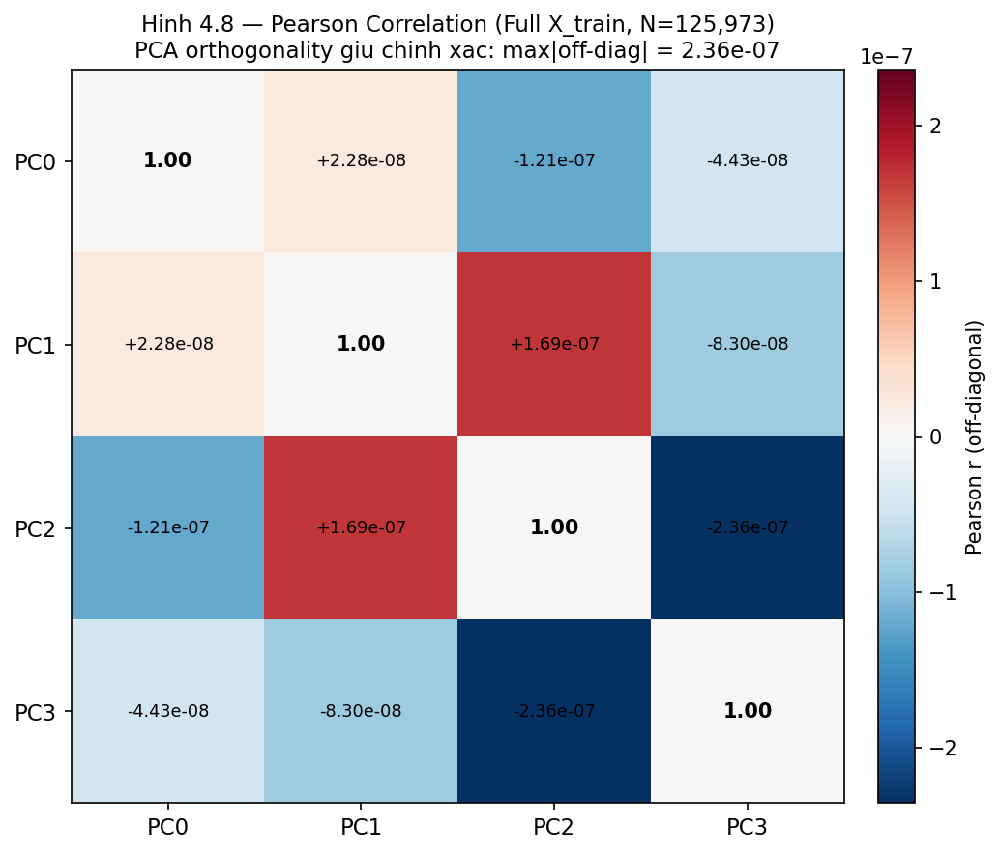 Hinh 4.8 — Pearson Correlation (Full X_train, N=125,973)
PCA orthogonality giu chinh xac: max|off-diag| = 2.36e-07
1e−7
PC0
1.00
+2.28e-08
-1.21e-07
-4.43e-08
PC1
+2.28e-08
1.00
+1.69e-07
-8.30e-08
PC2
-1.21e-07
+1.69e-07
1.00
-2.36e-07
PC3
-4.43e-08
-8.30e-08
-2.36e-07
1.00
PC0
PC1
PC2
PC3
2
1
0
−1
−2
Pearson r (off-diagonal)